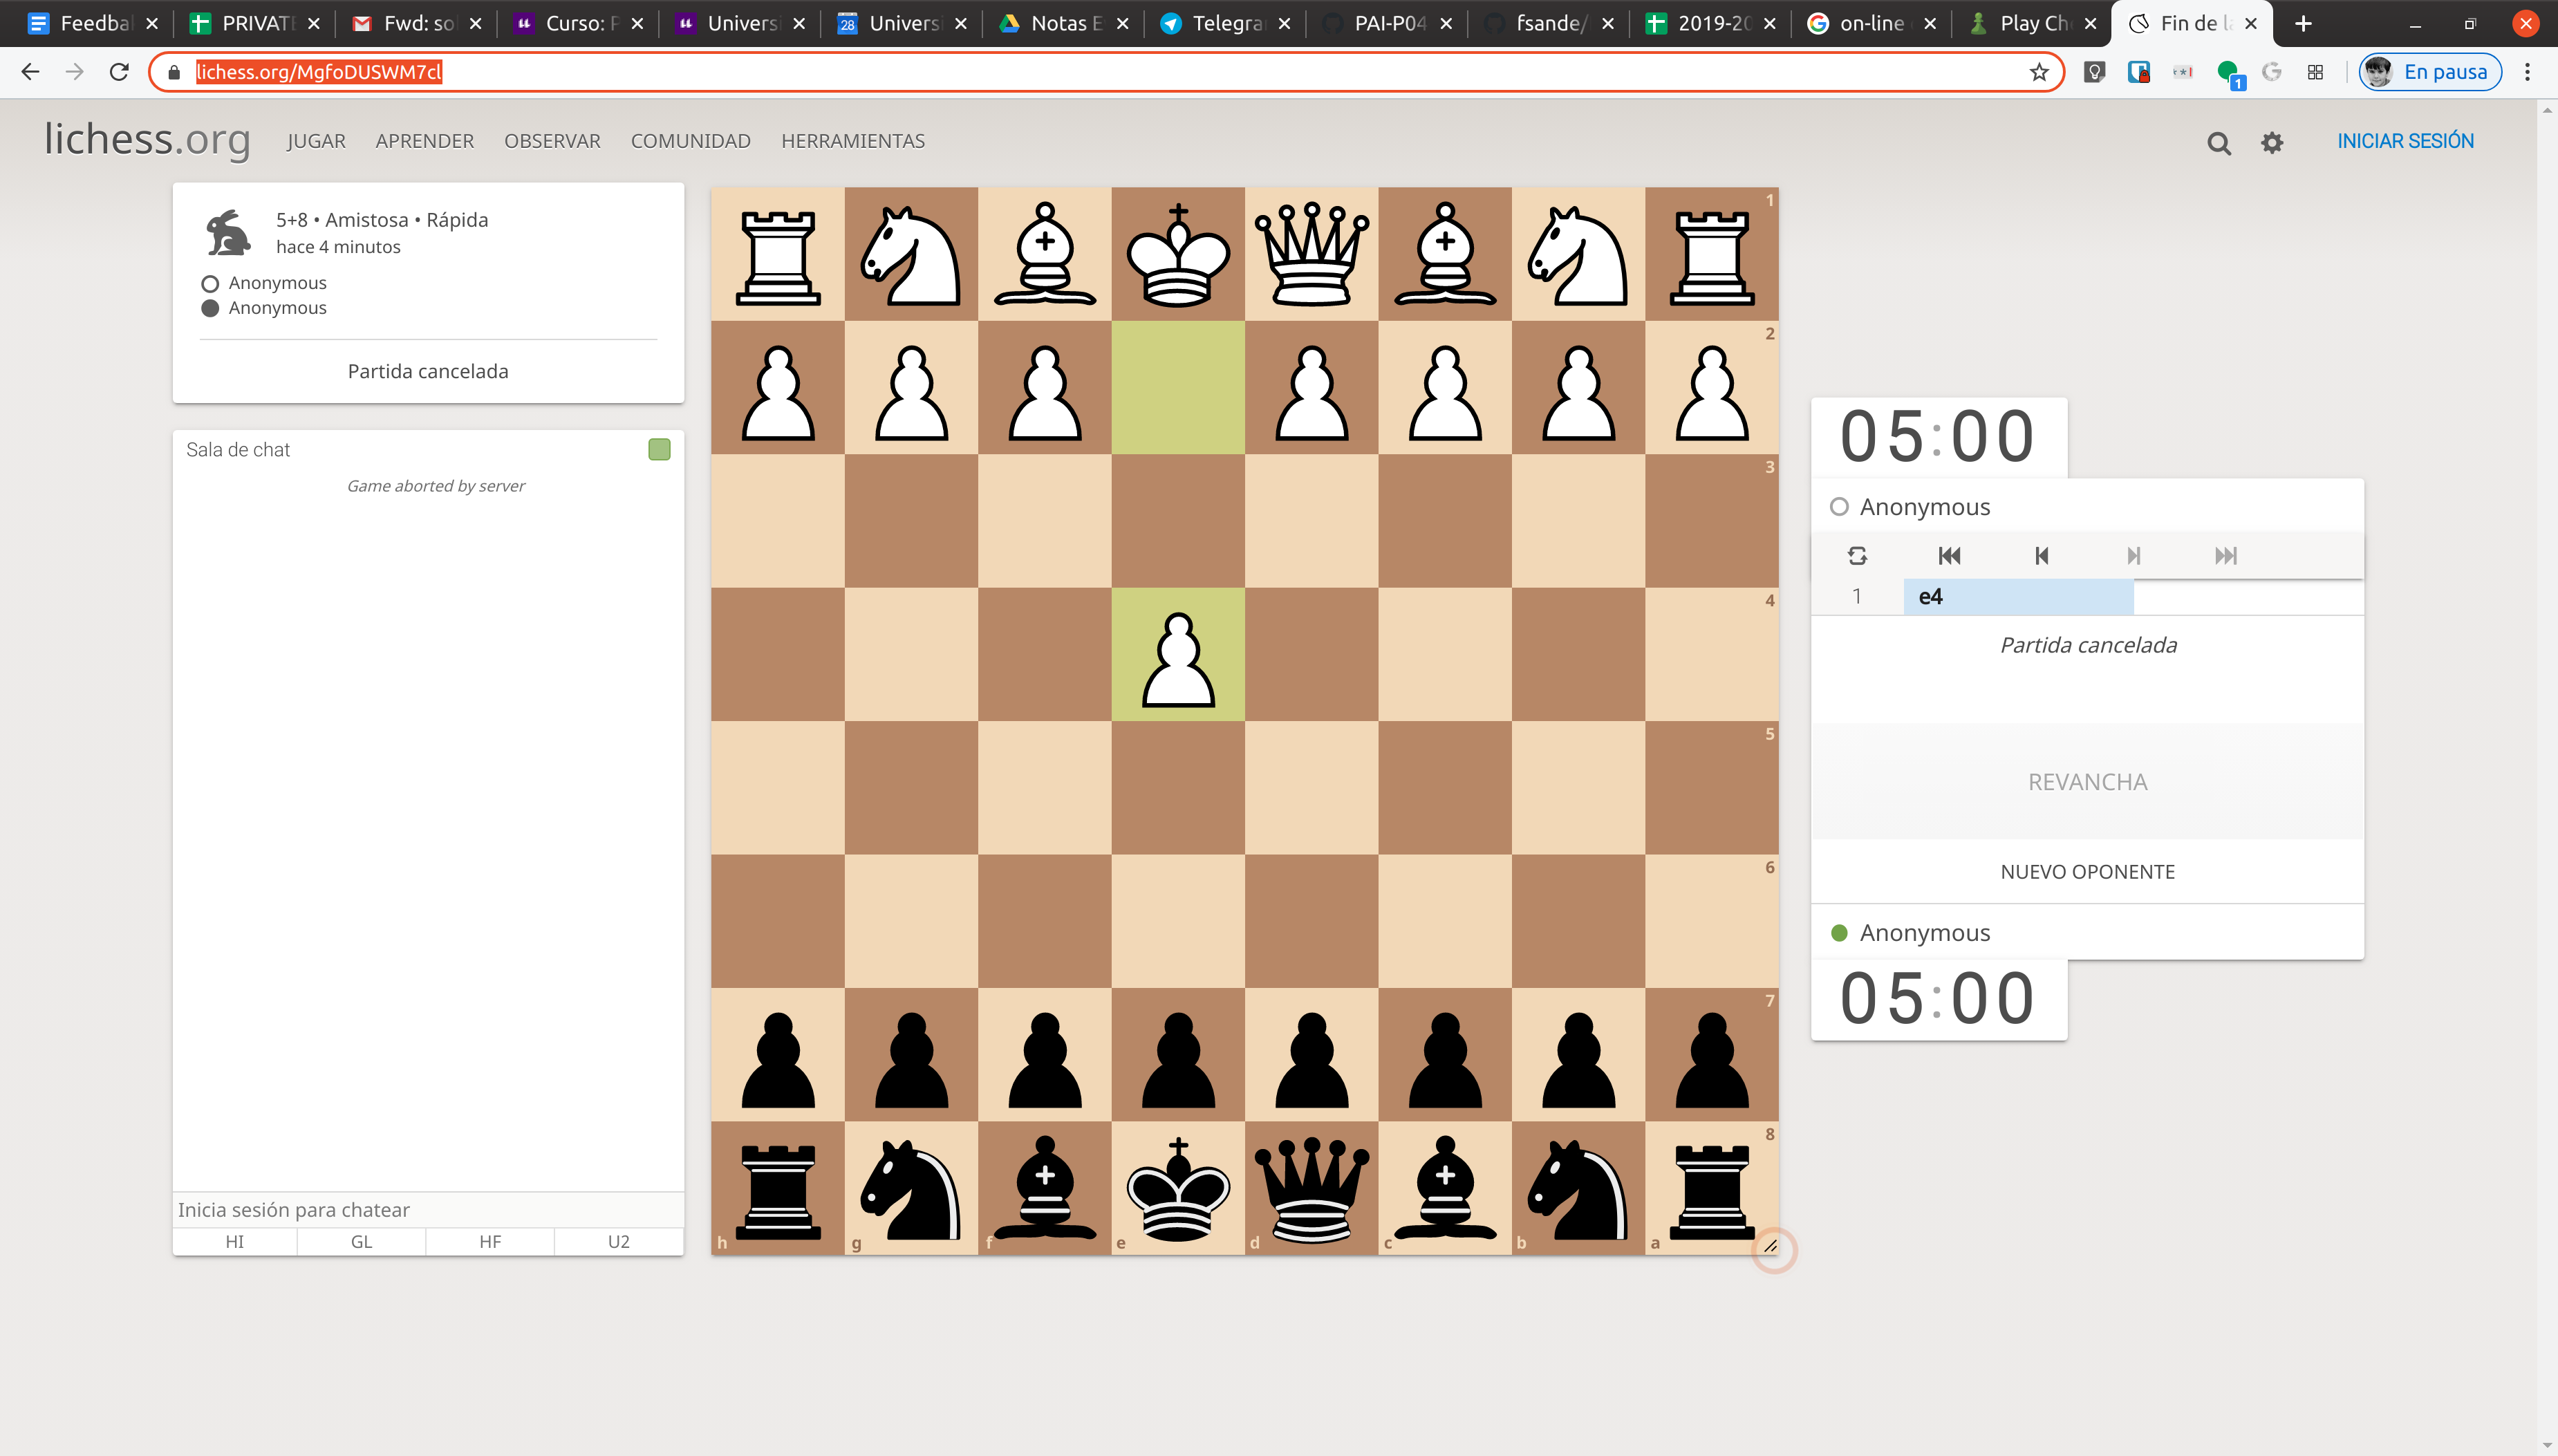 Feedba
PRIVATE
Fwd: so
Curso: P
Univers
28
Univers
Notas E
Telegra
PAI-P04
fsande/
2019-20
on-line
Play Ch
Fin de la
lichess.org/MgfoDUSWM7cl
1
En pausa
lichess.org
JUGAR
APRENDER
OBSERVAR
COMUNIDAD
HERRAMIENTAS
INICIAR SESIÓN
5+8 • Amistosa • Rápida
hace 4 minutos
Anonymous
Anonymous
Partida cancelada
Sala de chat
Game aborted by server
Inicia sesión para chatear
HI GL HF U2
1
2
3
4
5
6
7
8
h g f e d c b a
05:00
Anonymous
1 e4
Partida cancelada
REVANCHA
NUEVO OPONENTE
Anonymous
05:00